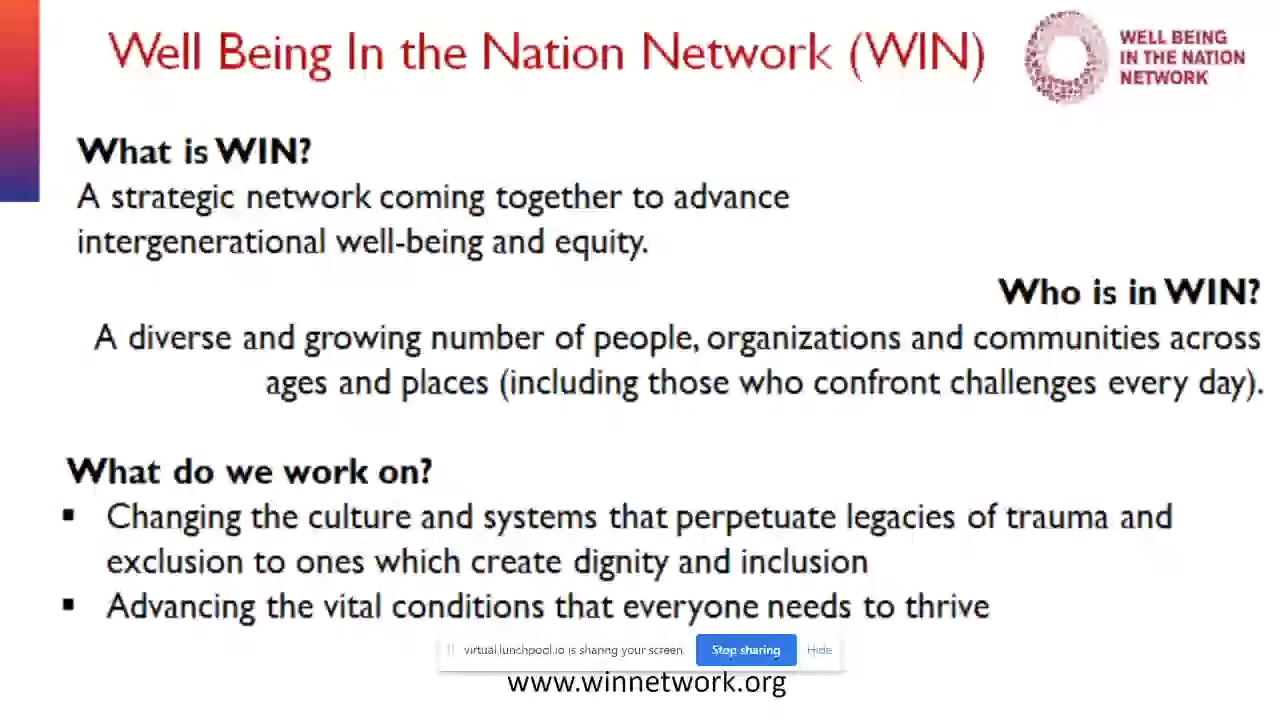 Well Being In the Nation Network (WIN)
WELL BEING
IN THE NATION
NETWORK
What is WIN?
A strategic network coming together to advance
intergenerational well-being and equity.
Who is in WIN?
A diverse and growing number of people, organizations and communities across
ages and places (including those who confront challenges every day).
What do we work on?
▪ Changing the culture and systems that perpetuate legacies of trauma and
exclusion to ones which create dignity and inclusion
▪ Advancing the vital conditions that everyone needs to thrive
virtual.lunchpool.io is sharing your screen. Stop sharing Hide
www.winnetwork.org